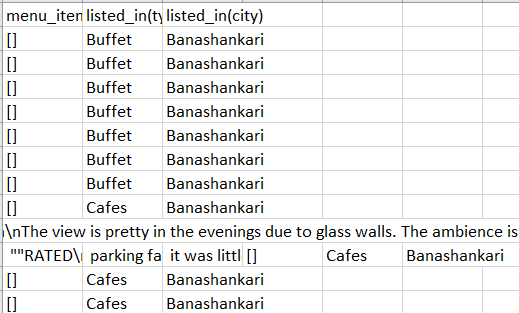 menu_item listed_in(ty listed_in(city)
[] Buffet Banashankari
[] Buffet Banashankari
[] Buffet Banashankari
[] Buffet Banashankari
[] Buffet Banashankari
[] Buffet Banashankari
[] Buffet Banashankari
[] Cafes Banashankari
\nThe view is pretty in the evenings due to glass walls. The ambience is
""RATED\ parking fa it was littl [] Cafes Banashankari
[] Cafes Banashankari
[] Cafes Banashankari